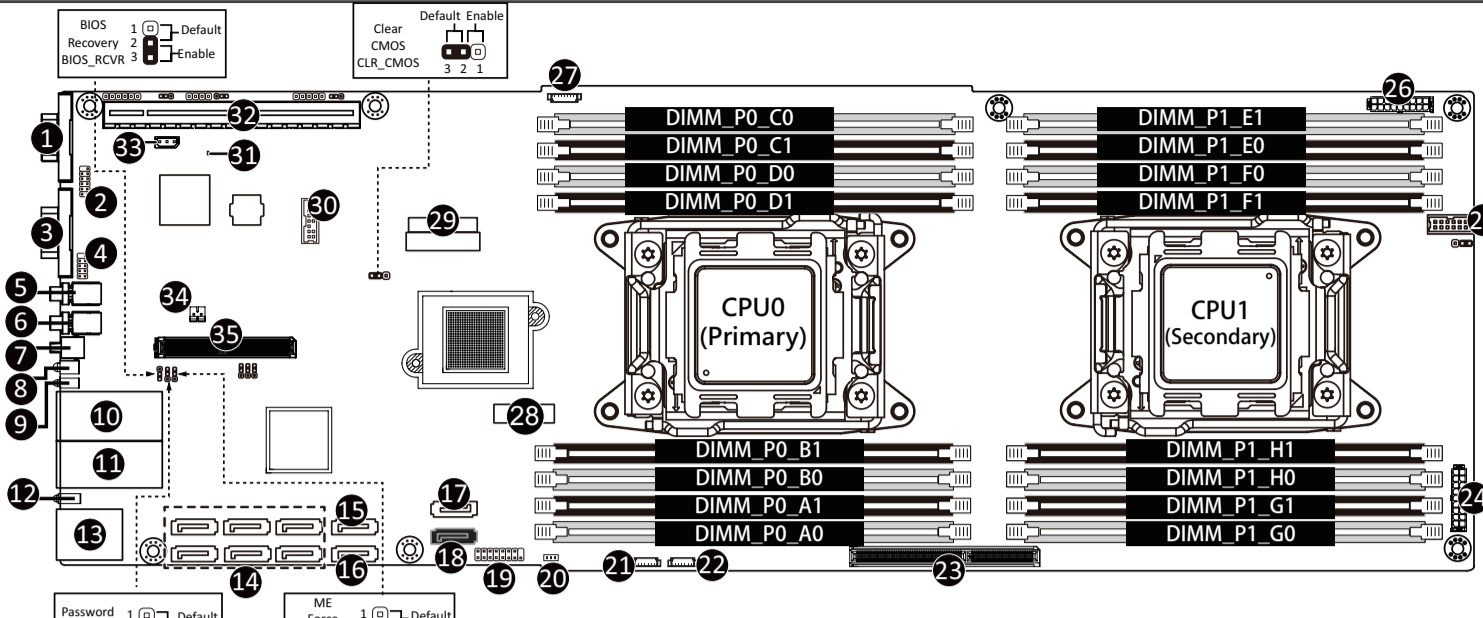 BIOS
Recovery
BIOS_RCVR
1
2
3
Default
Enable
Clear
CMOS
CLR_CMOS
Default Enable
3 2 1
27
26
1
32
DIMM_P0_C0
DIMM_P1_E1
33
31
DIMM_P0_C1
DIMM_P1_E0
2
DIMM_P0_D0
DIMM_P1_F0
30
DIMM_P0_D1
DIMM_P1_F1
3
29
4
5
34
6
35
CPU0
(Primary)
CPU1
(Secondary)
7
8
9
10
28
11
DIMM_P0_B1
DIMM_P1_H1
DIMM_P0_B0
DIMM_P1_H0
12
17
24
15
DIMM_P0_A1
DIMM_P1_G1
13
DIMM_P0_A0
DIMM_P1_G0
14
16
18
19
20
21
22
23
Password
1
Default
ME
Force
1
Default